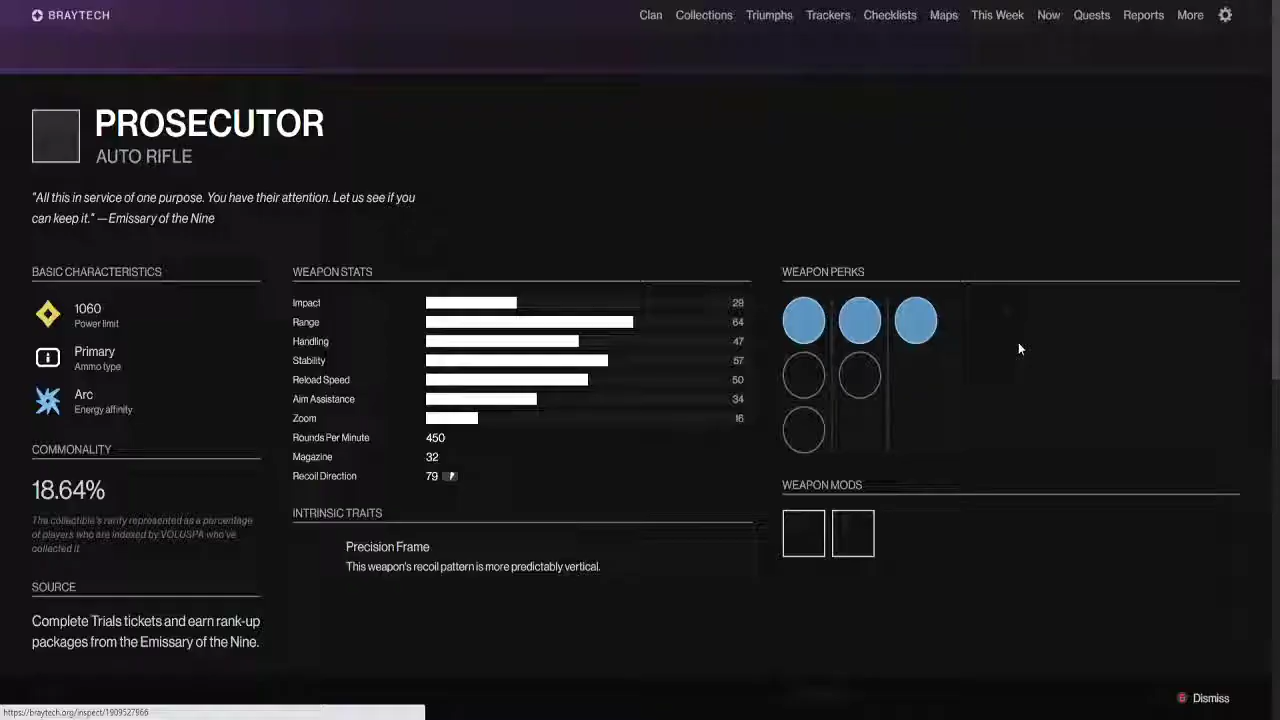 BRAYTECH
Clan Collections Triumphs Trackers Checklists Maps This Week Now Quests Reports More
PROSECUTOR
AUTO RIFLE
"All this in service of one purpose. You have their attention. Let us see if you
can keep it." —Emissary of the Nine
BASIC CHARACTERISTICS
1060
Power limit
Primary
Ammo type
Arc
Energy affinity
COMMONALITY
18.64%
The collectible's rarity represented as a percentage
of players who are indexed by VOLUSPA who've
collected it
SOURCE
Complete Trials tickets and earn rank-up
packages from the Emissary of the Nine.
WEAPON STATS
Impact 29
Range 64
Handling 47
Stability 57
Reload Speed 50
Aim Assistance 34
Zoom 16
Rounds Per Minute 450
Magazine 32
Recoil Direction 79
INTRINSIC TRAITS
Precision Frame
This weapon's recoil pattern is more predictably vertical.
WEAPON PERKS
WEAPON MODS
Dismiss
https://braytech.org/inspect/1909527966